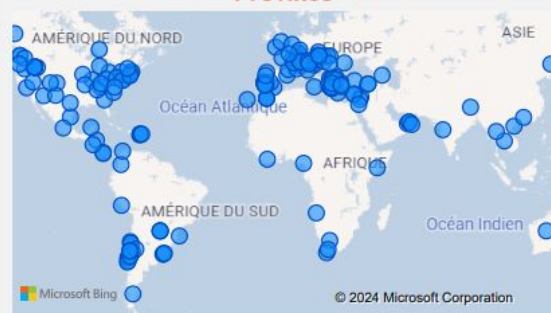 AMÉRIQUE DU NORD
EUROPE
ASIE
Océan Atlantique
AFRIQUE
AMÉRIQUE DU SUD
Océan Indien
Microsoft Bing
© 2024 Microsoft Corporation